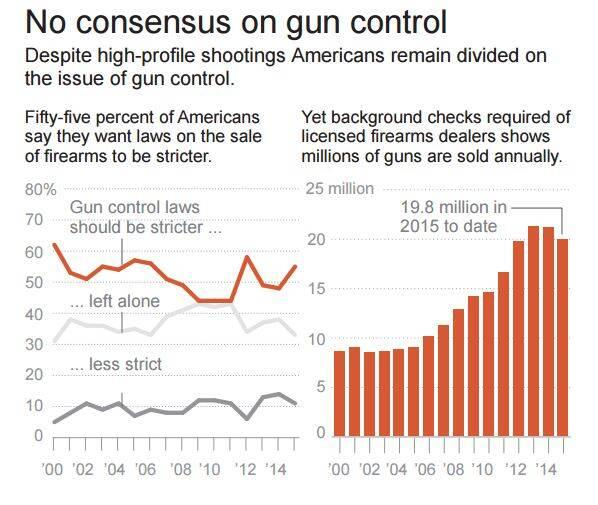 No consensus on gun control
Despite high-profile shootings Americans remain divided on
the issue of gun control.
Fifty-five percent of Americans
say they want laws on the sale
of firearms to be stricter.
80%
70
60
50
40
30
20
10
0
Gun control laws
should be stricter ...
... left alone
... less strict
'00 '02 '04 '06 '08 '10 '12 '14
Yet background checks required of
licensed firearms dealers shows
millions of guns are sold annually.
25 million
20
15
10
5
0
19.8 million in
2015 to date
'00 '02 '04 '06 '08 '10 '12 '14